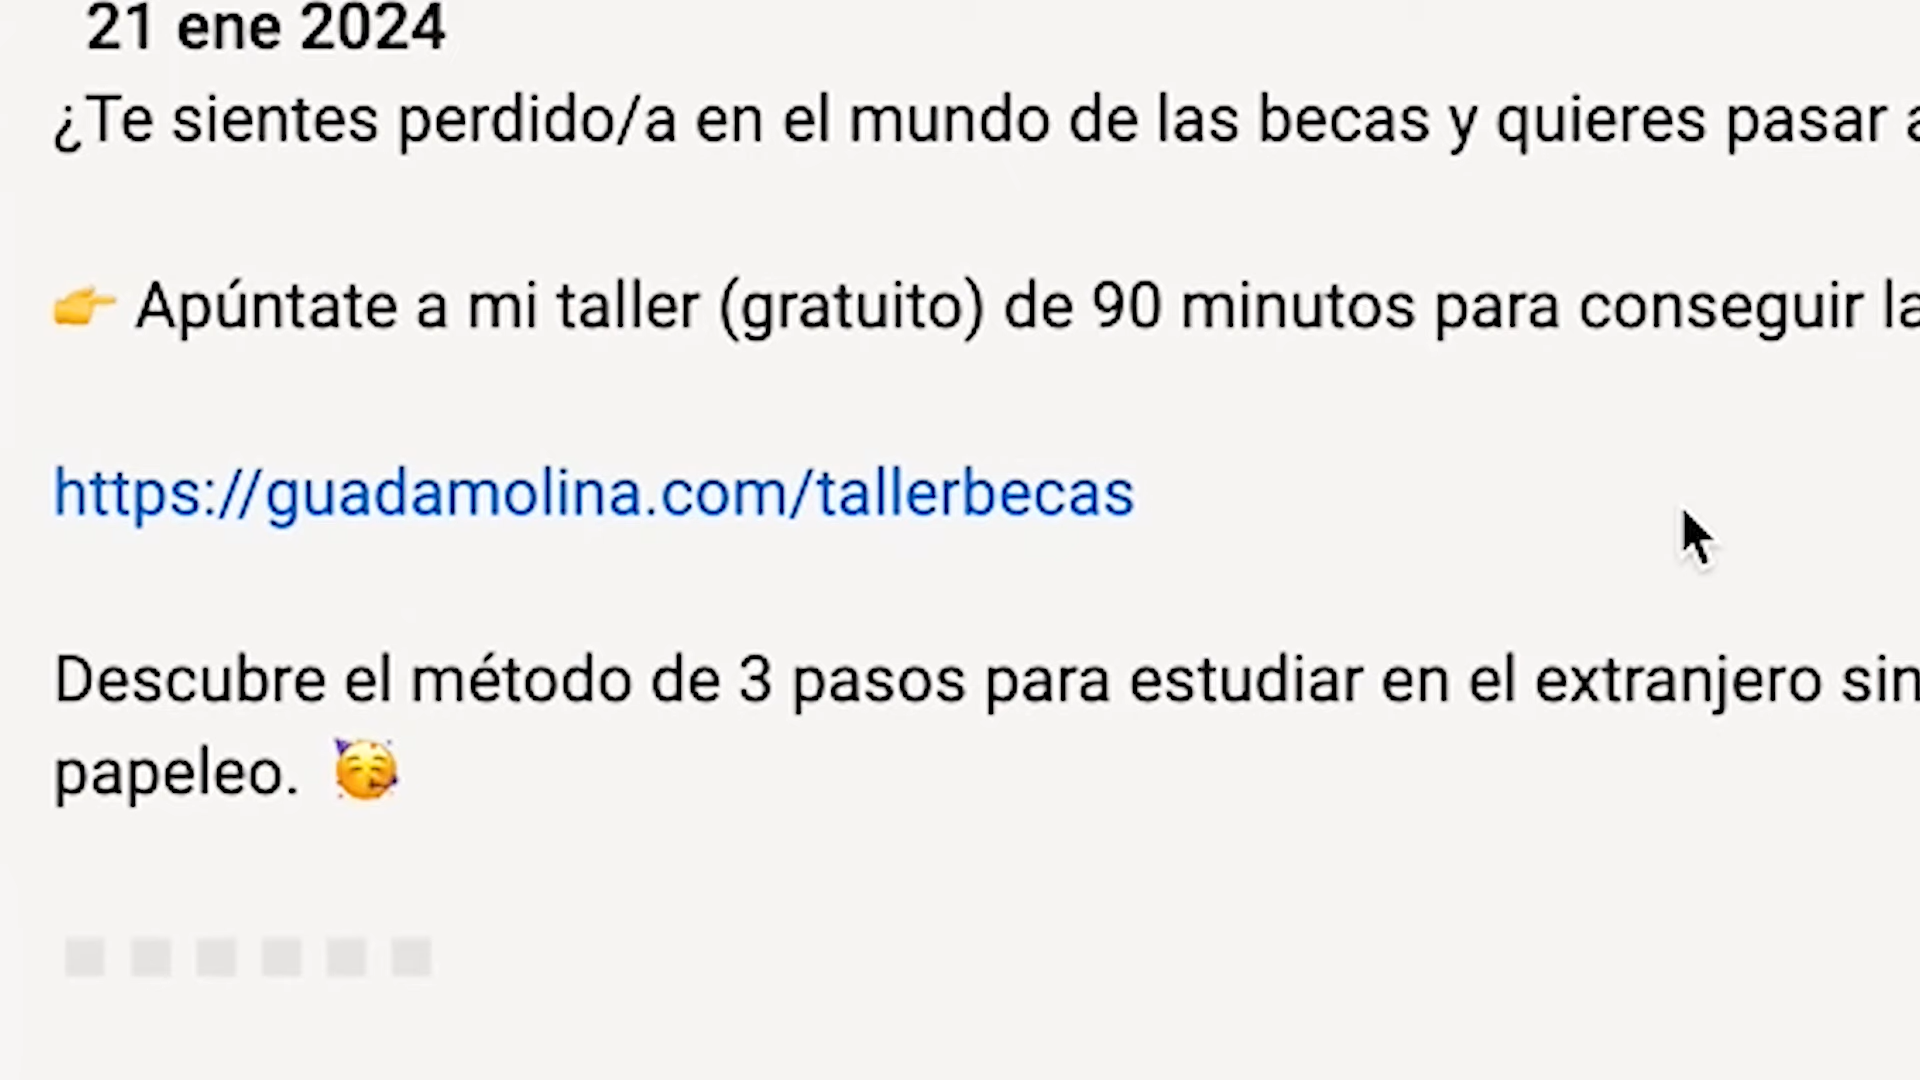 21 ene 2024
¿Te sientes perdido/a en el mundo de las becas y quieres pasar a
👉 Apúntate a mi taller (gratuito) de 90 minutos para conseguir la
https://guadamolina.com/tallerbecas
Descubre el método de 3 pasos para estudiar en el extranjero sin
papeleo. 🥳